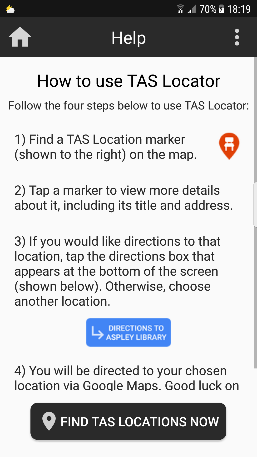 70% 18:19
Help
How to use TAS Locator
Follow the four steps below to use TAS Locator:
1) Find a TAS Location marker
(shown to the right) on the map.
2) Tap a marker to view more details
about it, including its title and address.
3) If you would like directions to that
location, tap the directions box that
appears at the bottom of the screen
(shown below). Otherwise, choose
another location.
DIRECTIONS TO
ASPLEY LIBRARY
4) You will be directed to your chosen
location via Google Maps. Good luck on
FIND TAS LOCATIONS NOW